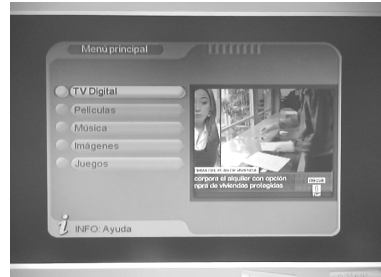 Menú principal
TV Digital
Películas
Música
Imágenes
Juegos
corpora el alquiler con opción
npra de viviendas protegidas
INFO: Ayuda